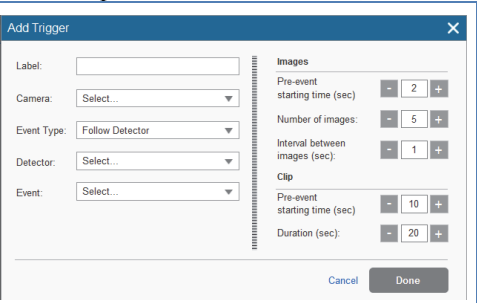 Add Trigger
Label:
Camera: Select...
Event Type: Follow Detector
Detector: Select...
Event: Select...
Images
Pre-event
starting time (sec) - 2 +
Number of images: - 5 +
Interval between
images (sec): - 1 +
Clip
Pre-event
starting time (sec) - 10 +
Duration (sec): - 20 +
Cancel Done